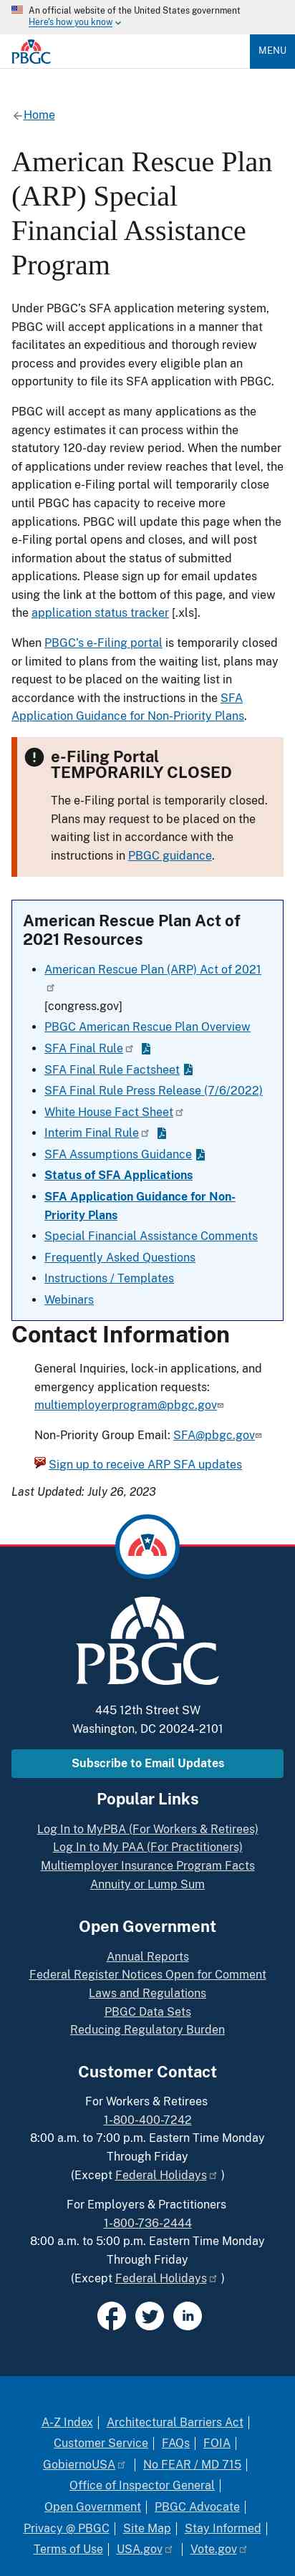 An official website of the United States government
Here's how you know
PBGC
MENU
Home
American Rescue Plan
(ARP) Special
Financial Assistance
Program
Under PBGC's SFA application metering system,
PBGC will accept applications in a manner that
facilitates an expeditious and thorough review
process and provides every eligible plan an
opportunity to file its SFA application with PBGC.
PBGC will accept as many applications as the
agency estimates it can process within the
statutory 120-day review period. When the number
of applications reaches a sufficient level, the
application e-Filing portal will temporarily close
until PBGC has capacity to receive more
applications. PBGC will update this page when the
e-Filing portal opens and closes, and will post
information about the status of submitted
applications. Please sign up for email updates
using the link at the bottom of this page, and view
the application status tracker [.xls].
When PBGC's e-Filing portal is temporarily closed
or limited to plans from the waiting list, plans may
request to be placed on the waiting list in
accordance with the instructions in the SFA
Application Guidance for Non-Priority Plans.
e-Filing Portal
TEMPORARILY CLOSED
The e-Filing portal is temporarily closed.
Plans may request to be placed on the
waiting list in accordance with the
instructions in PBGC guidance.
American Rescue Plan Act of
2021 Resources
American Rescue Plan (ARP) Act of 2021
[congress.gov]
PBGC American Rescue Plan Overview
SFA Final Rule
SFA Final Rule Factsheet
SFA Final Rule Press Release (7/6/2022)
White House Fact Sheet
Interim Final Rule
SFA Assumptions Guidance
Status of SFA Applications
SFA Application Guidance for Non-
Priority Plans
Special Financial Assistance Comments
Frequently Asked Questions
Instructions / Templates
Webinars
Contact Information
General Inquiries, lock-in applications, and
emergency application requests:
multiemployerprogram@pbgc.gov
Non-Priority Group Email: SFA@pbgc.gov
Sign up to receive ARP SFA updates
Last Updated: July 26, 2023
PBGC
445 12th Street SW
Washington, DC 20024-2101
Subscribe to Email Updates
Popular Links
Log In to MyPBA (For Workers & Retirees)
Log In to My PAA (For Practitioners)
Multiemployer Insurance Program Facts
Annuity or Lump Sum
Open Government
Annual Reports
Federal Register Notices Open for Comment
Laws and Regulations
PBGC Data Sets
Reducing Regulatory Burden
Customer Contact
For Workers & Retirees
1-800-400-7242
8:00 a.m. to 7:00 p.m. Eastern Time Monday
Through Friday
(Except Federal Holidays )
For Employers & Practitioners
1-800-736-2444
8:00 a.m. to 5:00 p.m. Eastern Time Monday
Through Friday
(Except Federal Holidays )
A-Z Index | Architectural Barriers Act |
Customer Service | FAQs | FOIA |
GobiernoUSA | No FEAR / MD 715 |
Office of Inspector General |
Open Government | PBGC Advocate |
Privacy @ PBGC | Site Map | Stay Informed |
Terms of Use | USA.gov | Vote.gov